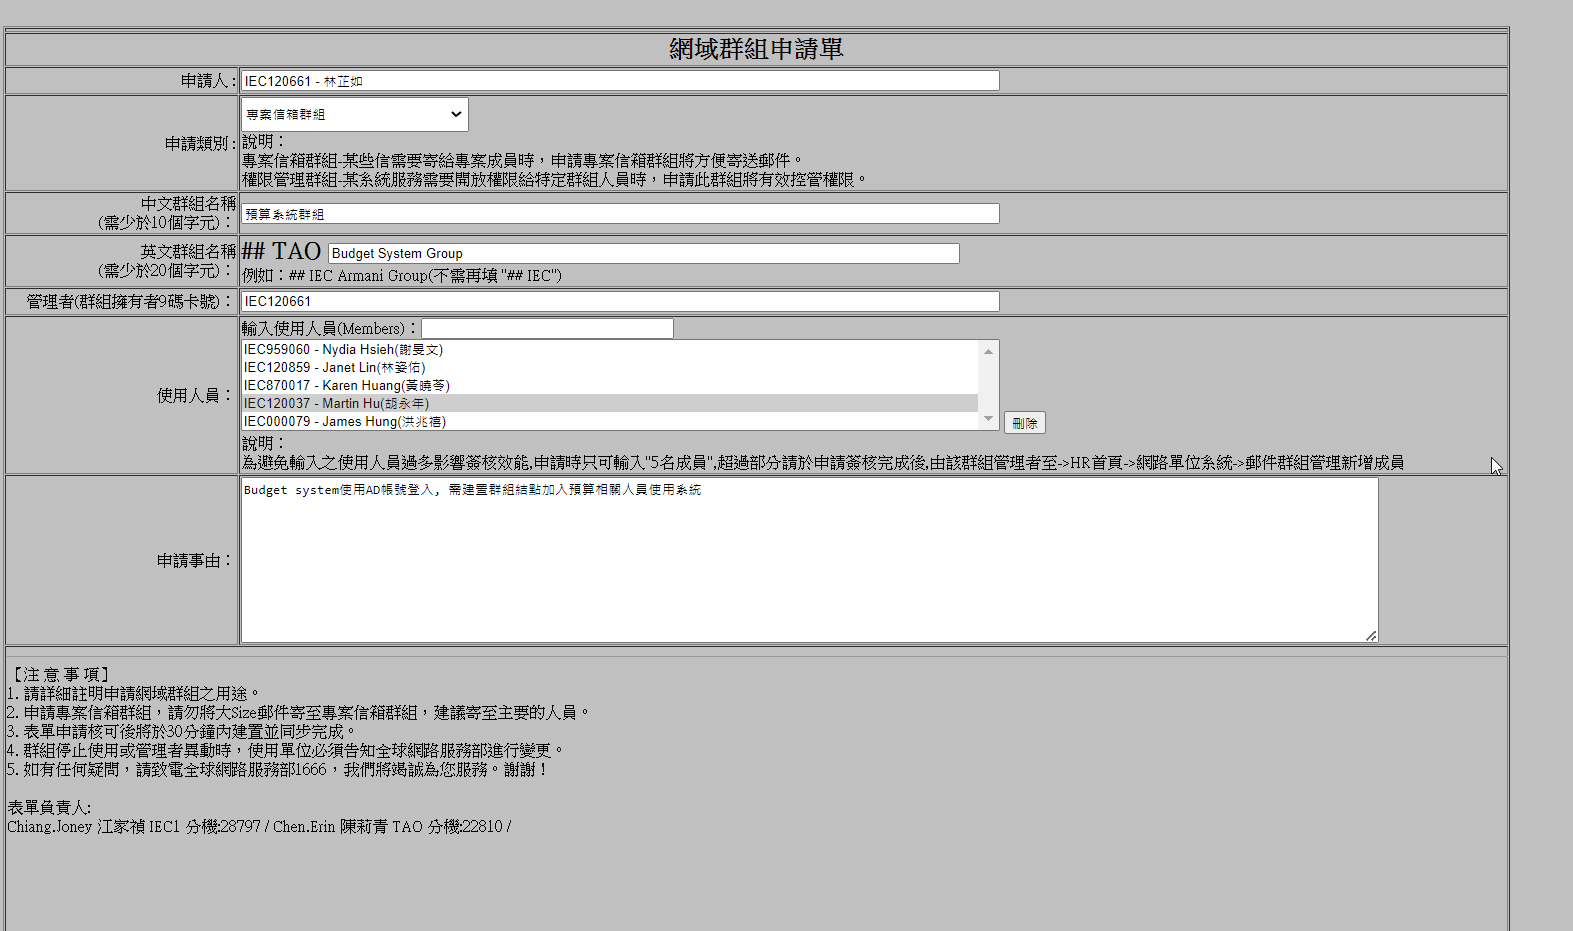 網域群組申請單
申請人 :
IEC120661 - 林芷如
申請類別 :
專案信箱群組
說明：
專案信箱群組-某些信需要寄給專案成員時，申請專案信箱群組將方便寄送郵件。
權限管理群組-某系統服務需要開放權限給特定群組人員時，申請此群組將有效控管權限。
中文群組名稱
(需少於10個字元)：
預算系統群組
英文群組名稱
(需少於20個字元)：
## TAO Budget System Group
例如：## IEC Armani Group(不需再填 "## IEC")
管理者(群組擁有者9碼卡號)：
IEC120661
使用人員：
輸入使用人員(Members)：
IEC959060 - Nydia Hsieh(謝旻文)
IEC120859 - Janet Lin(林姿佑)
IEC870017 - Karen Huang(黃曉苓)
IEC120037 - Martin Hu(胡永年)
IEC000079 - James Hung(洪兆禧)
刪除
說明：
為避免輸入之使用人員過多影響簽核效能,申請時只可輸入"5名成員",超過部分請於申請簽核完成後,由該群組管理者至->HR首頁->網路單位系統->郵件群組管理新增成員
申請事由：
Budget system使用AD帳號登入, 需建置群組結點加入預算相關人員使用系統
【注 意 事 項】
1. 請詳細註明申請網域群組之用途。
2. 申請專案信箱群組，請勿將大Size郵件寄至專案信箱群組，建議寄至主要的人員。
3. 表單申請核可後將於30分鐘內建置並同步完成。
4. 群組停止使用或管理者異動時，使用單位必須告知全球網路服務部進行變更。
5. 如有任何疑問，請致電全球網路服務部1666，我們將竭誠為您服務。謝謝！
表單負責人:
Chiang.Joney 江家禎 IEC1 分機:28797 / Chen.Erin 陳莉青 TAO 分機:22810 /